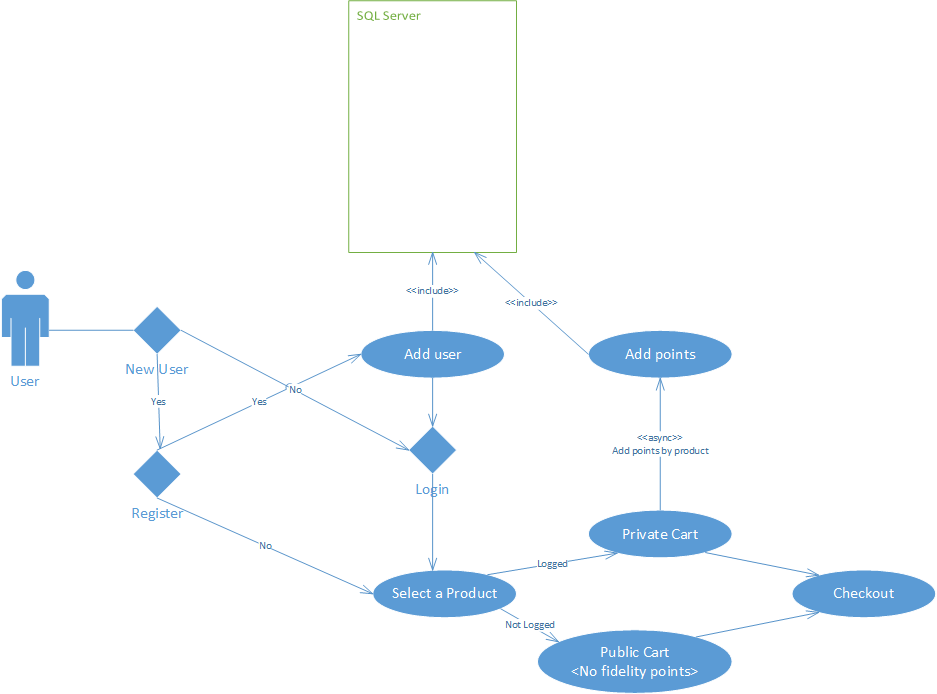 SQL Server
<<include>>
<<include>>
User
New User
Add user
Add points
Yes
Yes
No
<<async>>
Add points by product
Login
Register
No
Private Cart
Logged
Select a Product
Checkout
Not Logged
Public Cart
<No fidelity points>